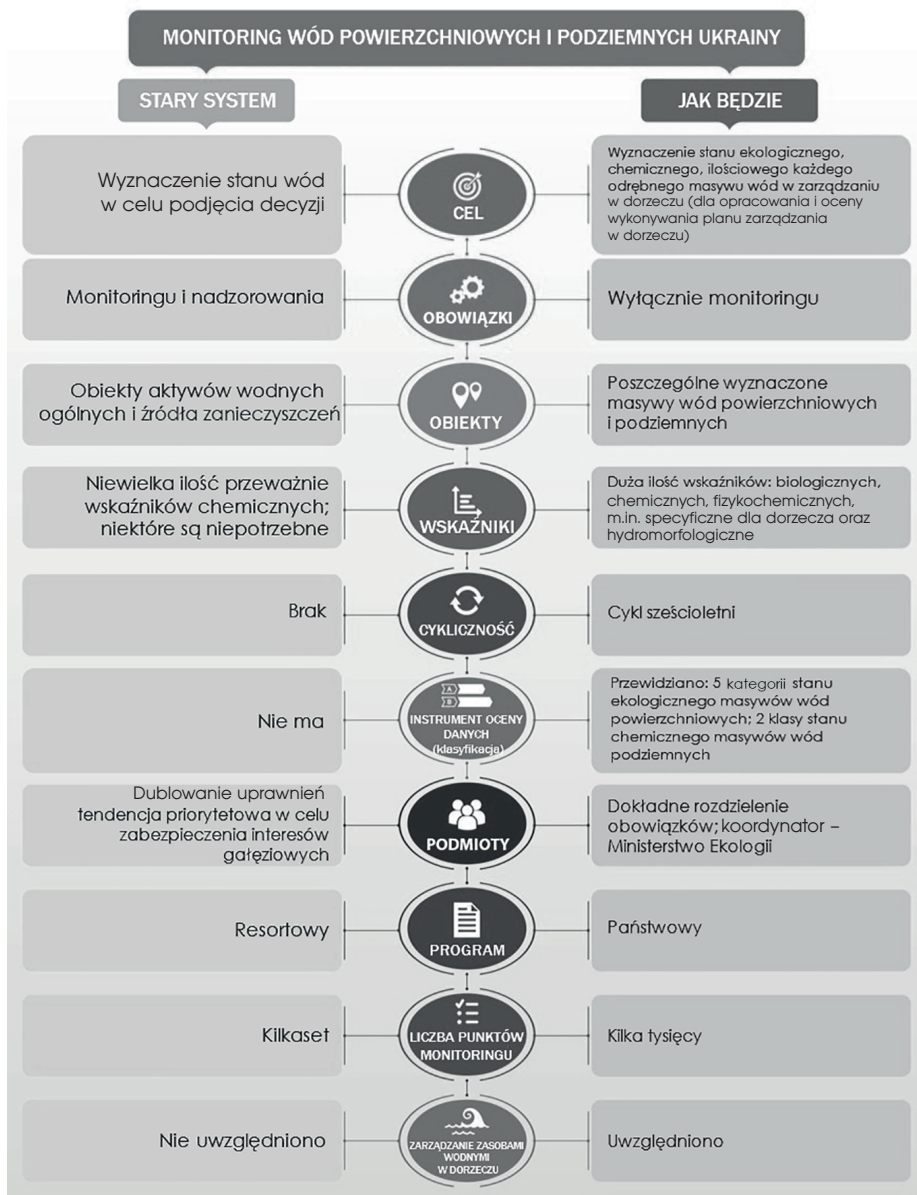 MONITORING WÓD POWIERZCHNIOWYCH I PODZIEMNYCH UKRAINY
STARY SYSTEM
JAK BĘDZIE
Wyznaczenie stanu wód
w celu podjęcia decyzji
CEL
Wyznaczenie stanu ekologicznego,
chemicznego, ilościowego każdego
odrębnego masywu wód w zarządzaniu
w dorzeczu (dla opracowania i oceny
wykonywania planu zarządzania
w dorzeczu)
Monitoringu i nadzorowania
OBOWIĄZKI
Wyłącznie monitoringu
Obiekty aktywów wodnych
ogólnych i źródła zanieczyszczeń
OBIEKTY
Poszczególne wyznaczone
masywy wód powierzchniowych
i podziemnych
Niewielka ilość przeważnie
wskaźników chemicznych;
niektóre są niepotrzebne
WSKAŹNIKI
Duża ilość wskaźników: biologicznych,
chemicznych, fizykochemicznych,
m.in. specyficzne dla dorzecza oraz
hydromorfologiczne
Brak
CYKLICZNOŚĆ
Cykl sześcioletni
Nie ma
A
B
INSTRUMENT OCENY
DANYCH
(klasyfikacja)
Przewidziano: 5 kategorii stanu
ekologicznego masywów wód
powierzchniowych; 2 klasy stanu
chemicznego masywów wód
podziemnych
Dublowanie uprawnień
tendencja priorytetowa w celu
zabezpieczenia interesów
gałęziowych
PODMIOTY
Dokładne rozdzielenie
obowiązków; koordynator –
Ministerstwo Ekologii
Resortowy
PROGRAM
Państwowy
Kilkaset
LICZBA PUNKTÓW
MONITORINGU
Kilka tysięcy
Nie uwzględniono
ZARZĄDZANIE ZASOBAMI
WODNYMI
W DORZECZU
Uwzględniono